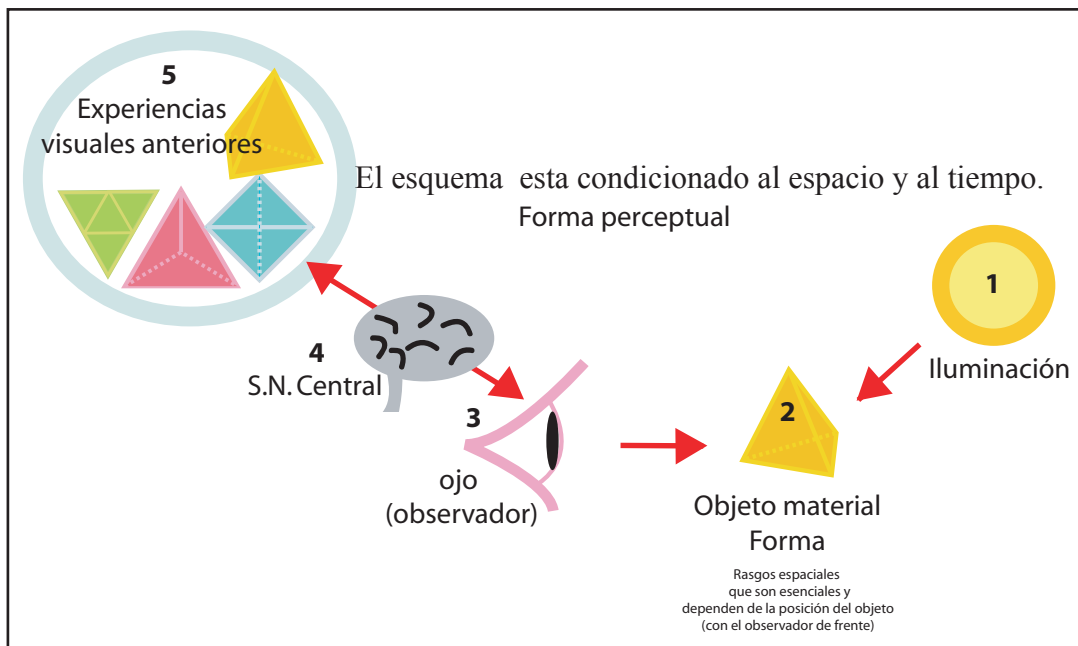 5
Experiencias
visuales anteriores
El esquema  esta condicionado al espacio y al tiempo.
Forma perceptual
1
Iluminación
4
S.N. Central
3
ojo
(observador)
2
Objeto material
Forma
Rasgos espaciales
que son esenciales y
dependen de la posición del objeto
(con el observador de frente)